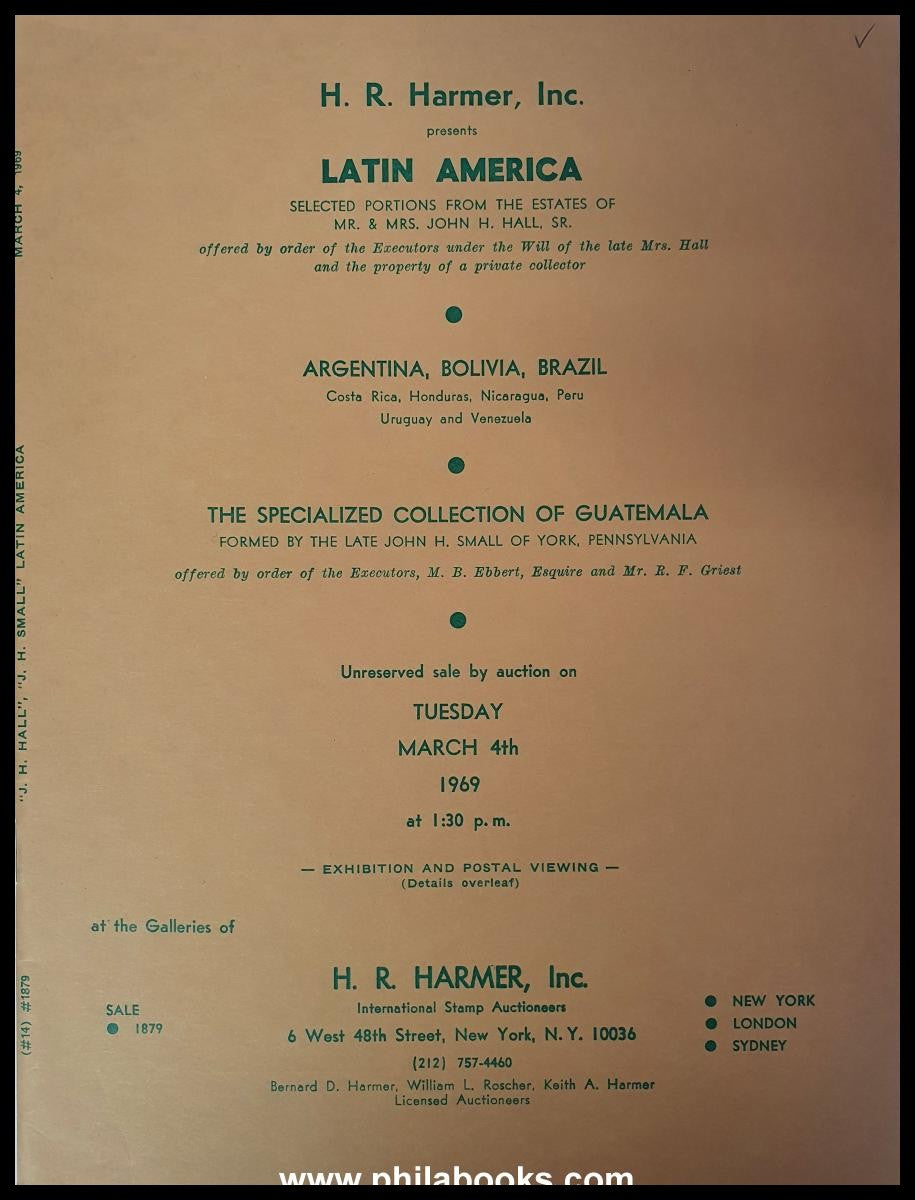 H. R. Harmer, Inc.
presents
LATIN AMERICA
SELECTED PORTIONS FROM THE ESTATES OF
MR. & MRS. JOHN H. HALL, SR.
offered by order of the Executors under the Will of the late Mrs. Hall
and the property of a private collector
ARGENTINA, BOLIVIA, BRAZIL
Costa Rica, Honduras, Nicaragua, Peru
Uruguay and Venezuela
THE SPECIALIZED COLLECTION OF GUATEMALA
FORMED BY THE LATE JOHN H. SMALL OF YORK, PENNSYLVANIA
offered by order of the Executors, M. B. Ebbert, Esquire and Mr. R. F. Griest
Unreserved sale by auction on
TUESDAY
MARCH 4th
1969
at 1:30 p.m.
— EXHIBITION AND POSTAL VIEWING —
(Details overleaf)
at the Galleries of
H. R. HARMER, Inc.
International Stamp Auctioneers
6 West 48th Street, New York, N. Y. 10036
(212) 757-4460
Bernard D. Harmer, William L. Roscher, Keith A. Harmer
Licensed Auctioneers
SALE
● 1879
● NEW YORK
● LONDON
● SYDNEY
MARCH 4, 1969
"J. H. HALL", "J. H. SMALL" LATIN AMERICA
(#14) #1879
www.philabooks.com